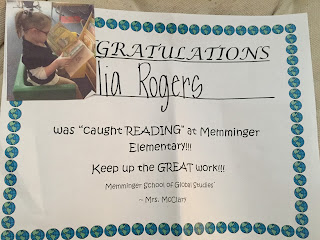 GRATULATIONS
lia Rogers
was "caught READING" at Memminger
Elementary!!!
Keep up the GREAT work!!!
Memminger School of Global Studies
~ Mrs. McClary